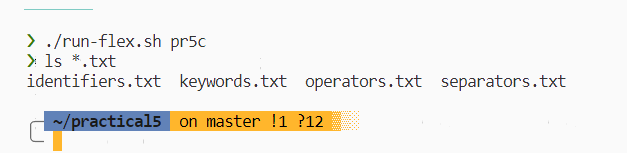 ❯ ./run-flex.sh pr5c
❯ ls *.txt
identifiers.txt  keywords.txt  operators.txt  separators.txt
~/practical5  on master !1 ?12